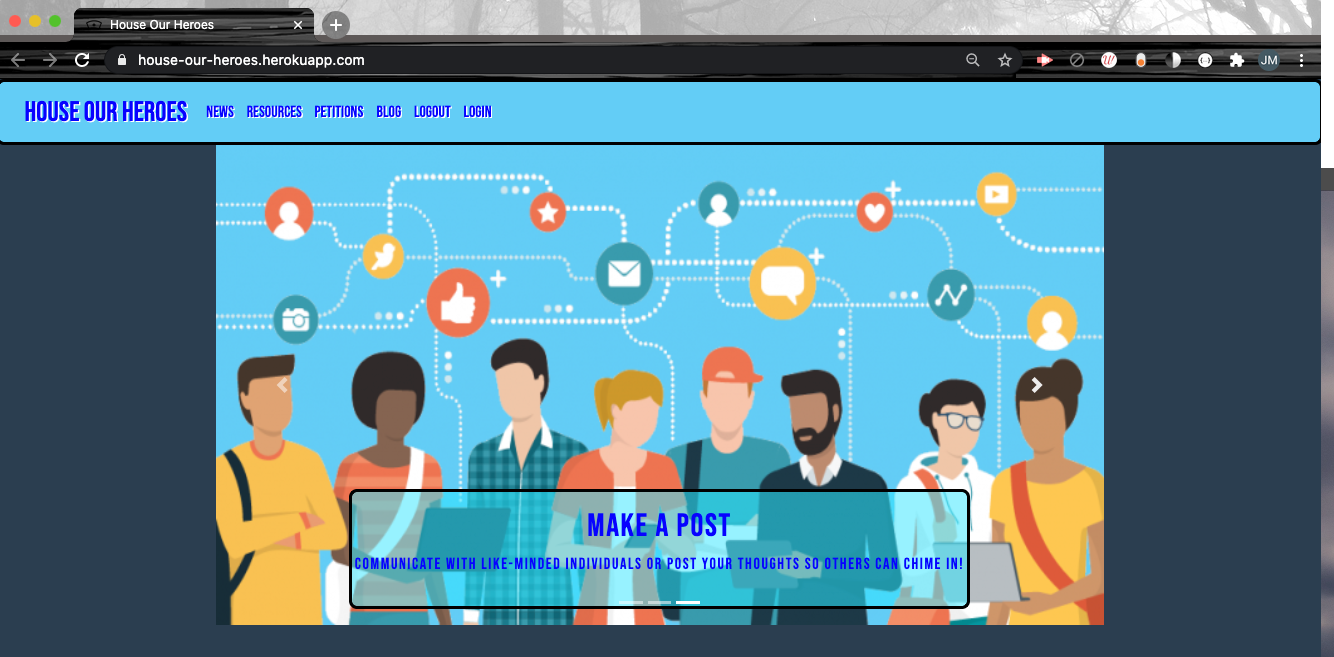 House Our Heroes
house-our-heroes.herokuapp.com
JM
HOUSE OUR HEROES NEWS RESOURCES PETITIONS BLOG LOGOUT LOGIN
MAKE A POST
COMMUNICATE WITH LIKE-MINDED INDIVIDUALS OR POST YOUR THOUGHTS SO OTHERS CAN CHIME IN!